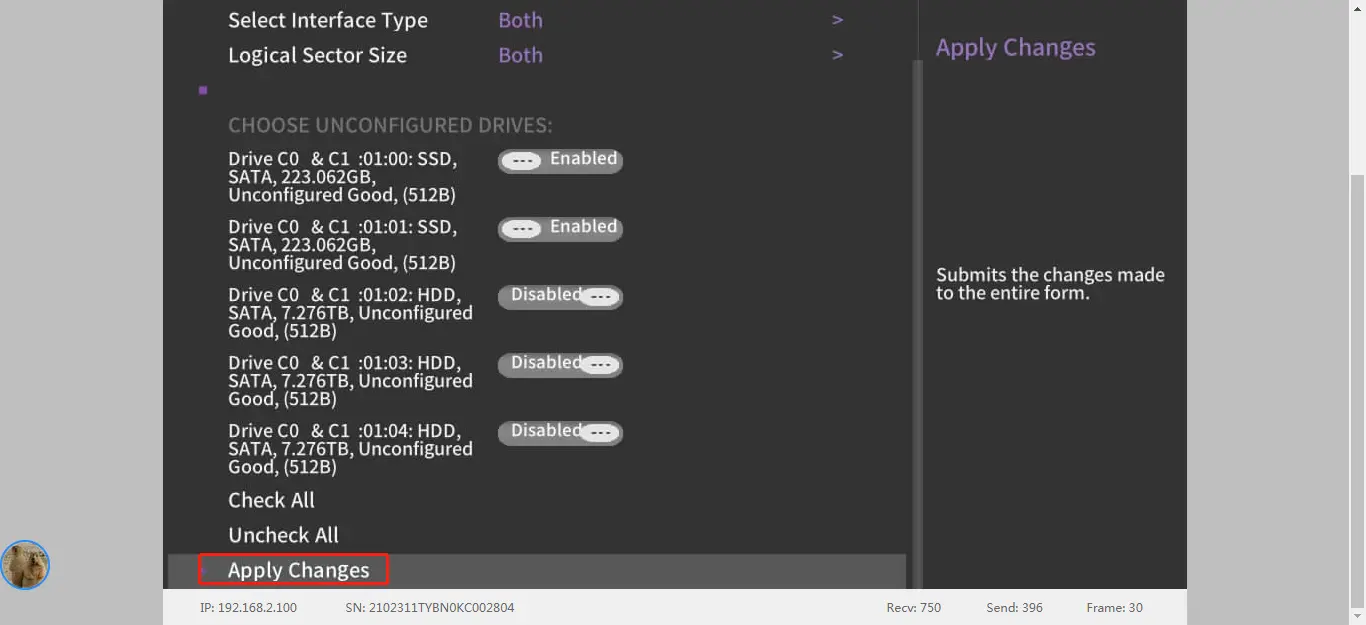 Select Interface Type Both >
Logical Sector Size Both >
Apply Changes
CHOOSE UNCONFIGURED DRIVES:
Drive C0 & C1 :01:00: SSD,
SATA, 223.062GB,
Unconfigured Good, (512B)
--- Enabled
Drive C0 & C1 :01:01: SSD,
SATA, 223.062GB,
Unconfigured Good, (512B)
--- Enabled
Drive C0 & C1 :01:02: HDD,
SATA, 7.276TB, Unconfigured
Good, (512B)
Disabled ---
Drive C0 & C1 :01:03: HDD,
SATA, 7.276TB, Unconfigured
Good, (512B)
Disabled ---
Drive C0 & C1 :01:04: HDD,
SATA, 7.276TB, Unconfigured
Good, (512B)
Disabled ---
Check All
Uncheck All
Apply Changes
Submits the changes made
to the entire form.
IP: 192.168.2.100 SN: 2102311TYBN0KC002804 Recv: 750 Send: 396 Frame: 30